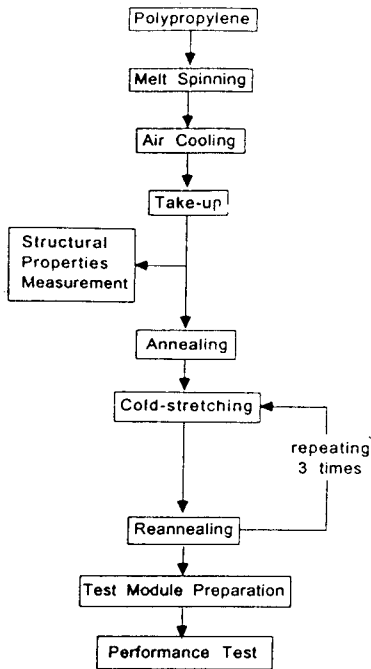 Polypropylene
Melt Spinning
Air Cooling
Take-up
Structural
Properties
Measurement
Annealing
Cold-stretching
repeating
3 times
Reannealing
Test Module Preparation
Performance Test